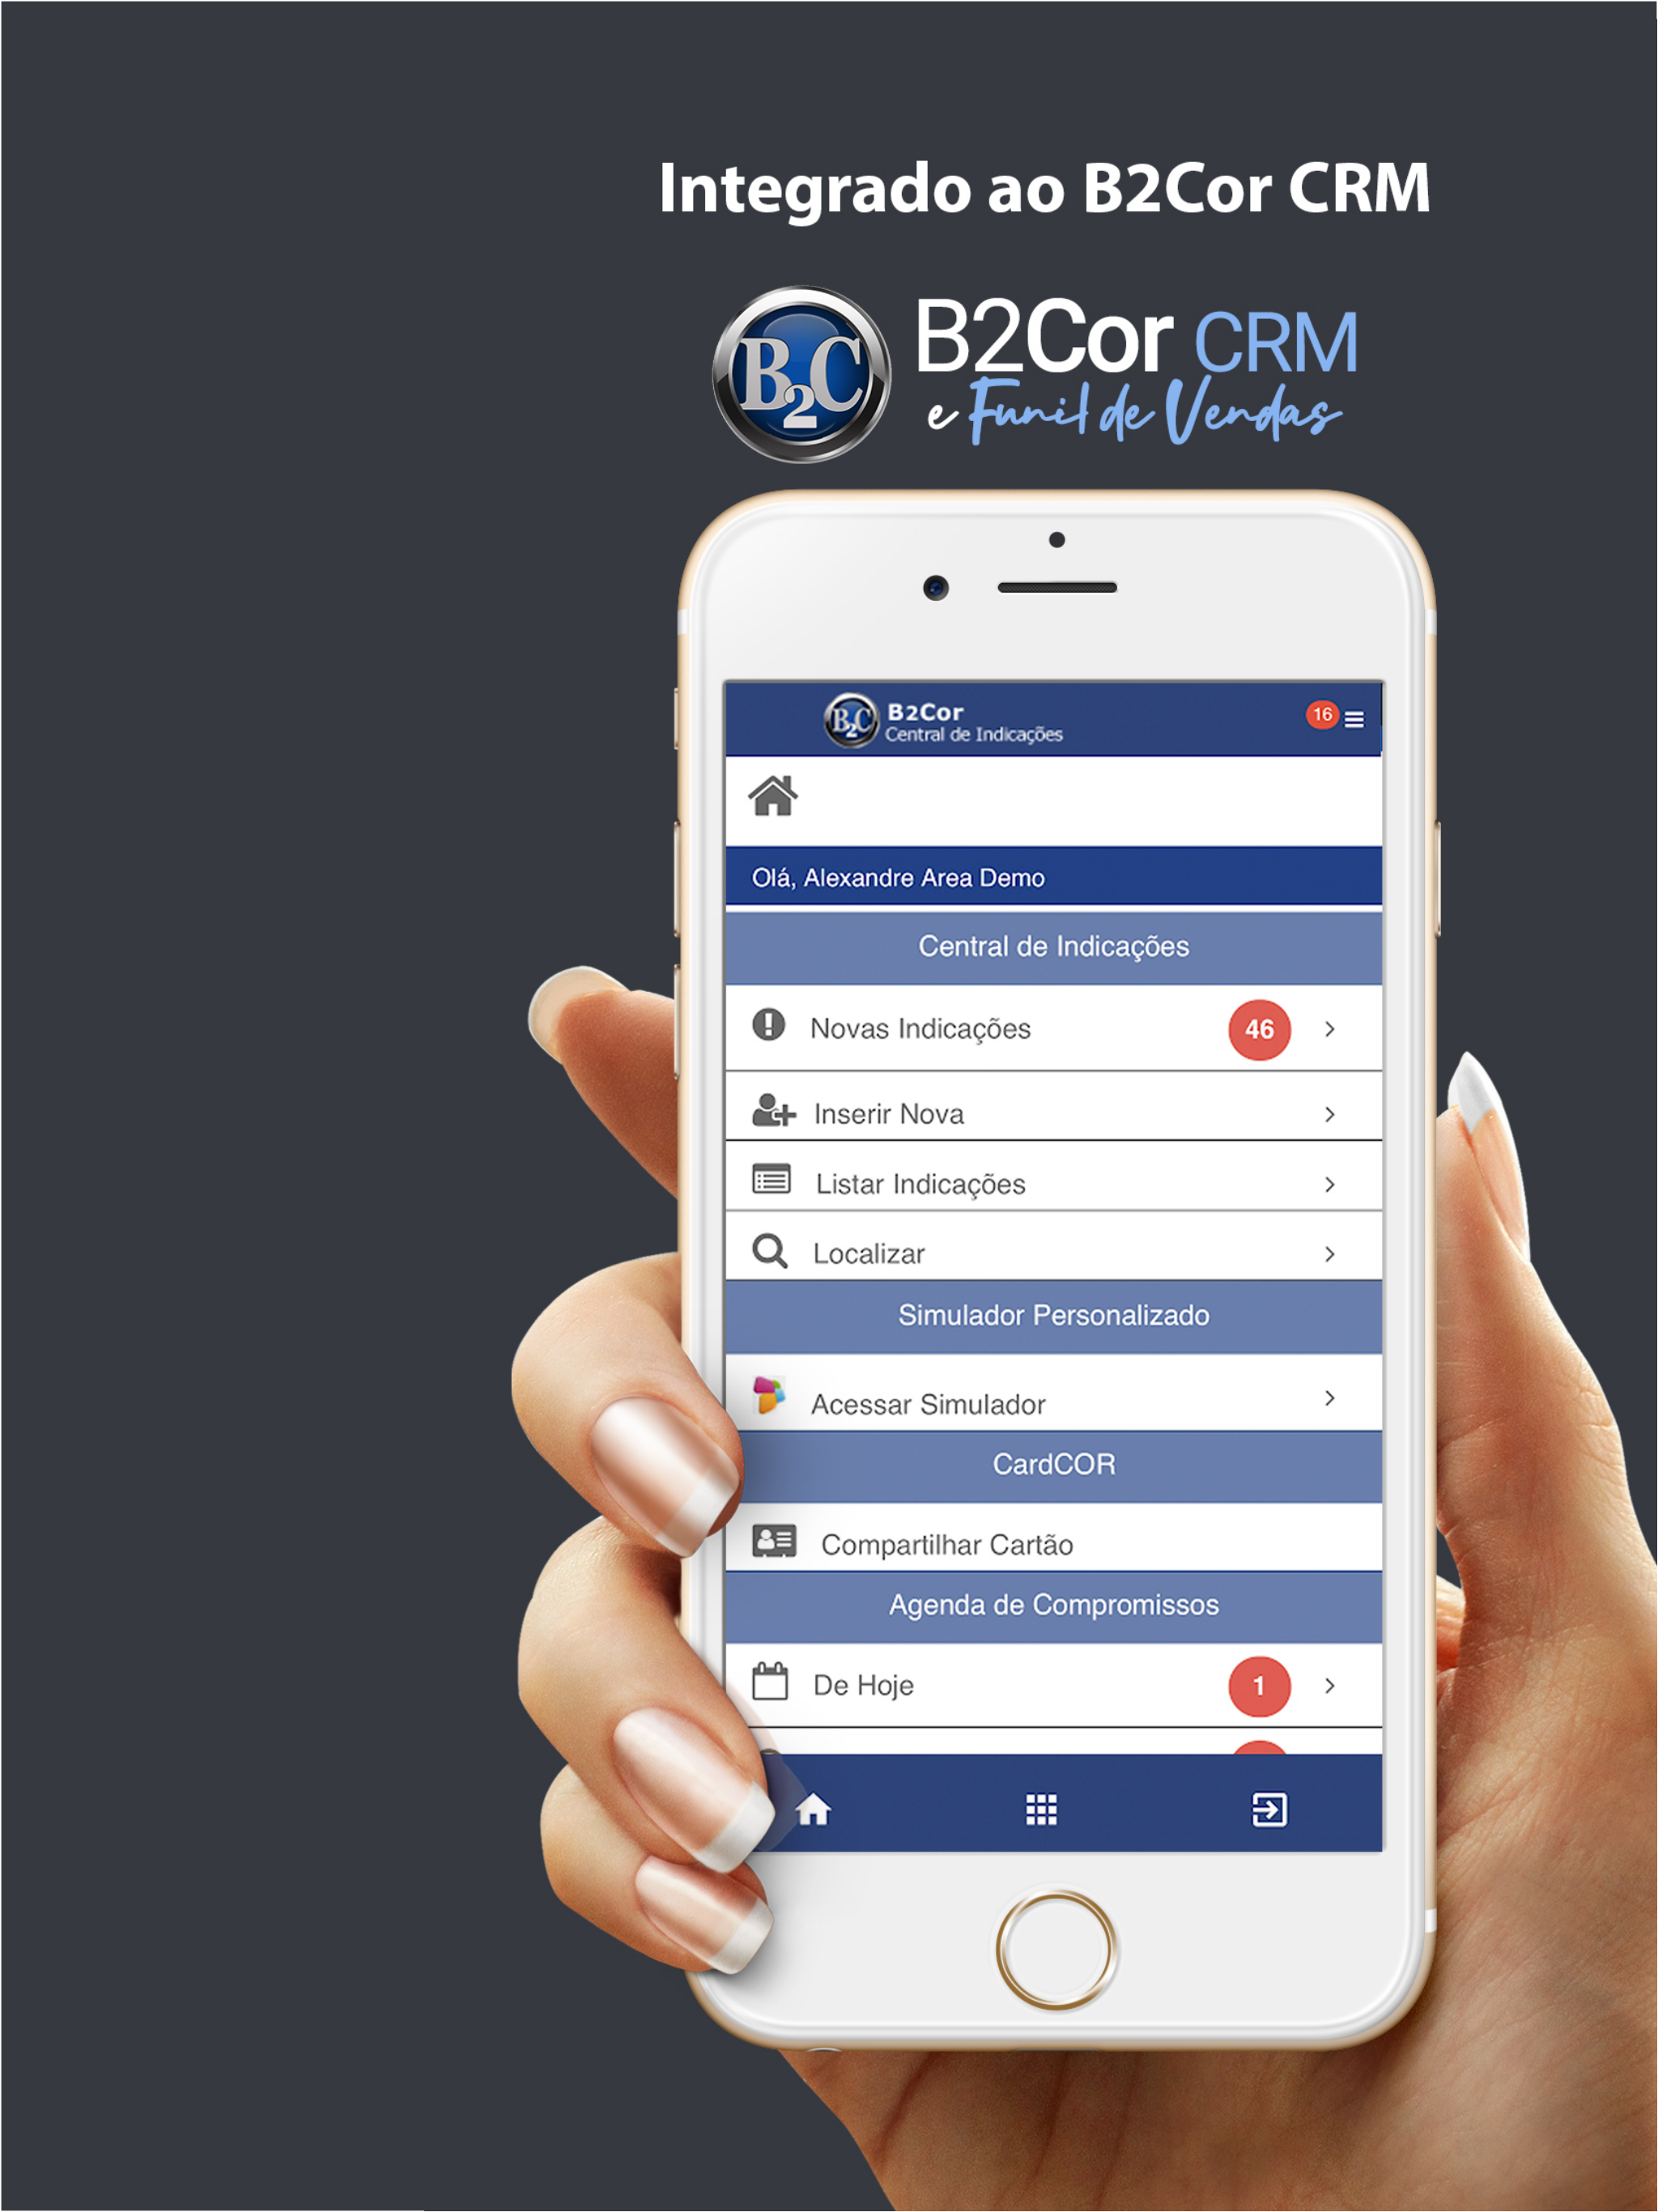 Integrado ao B2Cor CRM
B2C
B2Cor CRM
e Funil de Vendas
B2C
B2Cor
Central de Indicações
16
Olá, Alexandre Area Demo
Central de Indicações
Novas Indicações 46
Inserir Nova
Listar Indicações
Localizar
Simulador Personalizado
Acessar Simulador
CardCOR
Compartilhar Cartão
Agenda de Compromissos
De Hoje 1